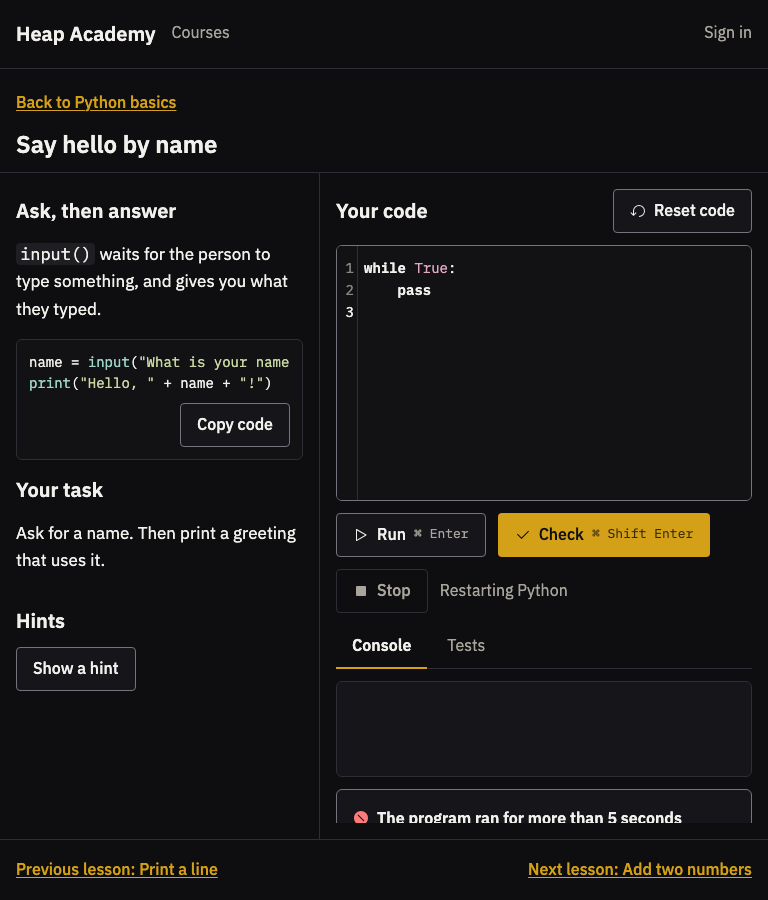 Heap Academy Courses Sign in
Back to Python basics
Say hello by name
Ask, then answer
input() waits for the person to
type something, and gives you what
they typed.
name = input("What is your name
print("Hello, " + name + "!")
Copy code
Your task
Ask for a name. Then print a greeting
that uses it.
Hints
Show a hint
Your code
Reset code
1 while True:
2     pass
3
Run ⌘ Enter
Check ⌘ Shift Enter
Stop
Restarting Python
Console Tests
The program ran for more than 5 seconds
Previous lesson: Print a line
Next lesson: Add two numbers